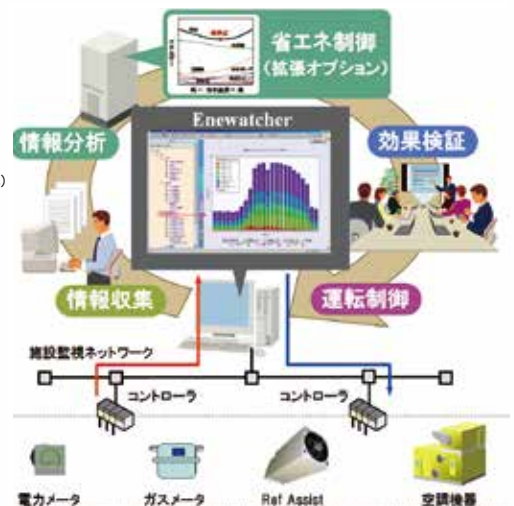 省エネ制御
（拡張オプション）
Enewatcher
情報分析
効果検証
)
情報収集
運転制御
施設監視ネットワーク
コントローラ
コントローラ
電力メータ
ガスメータ
Ref Assist
空調機器